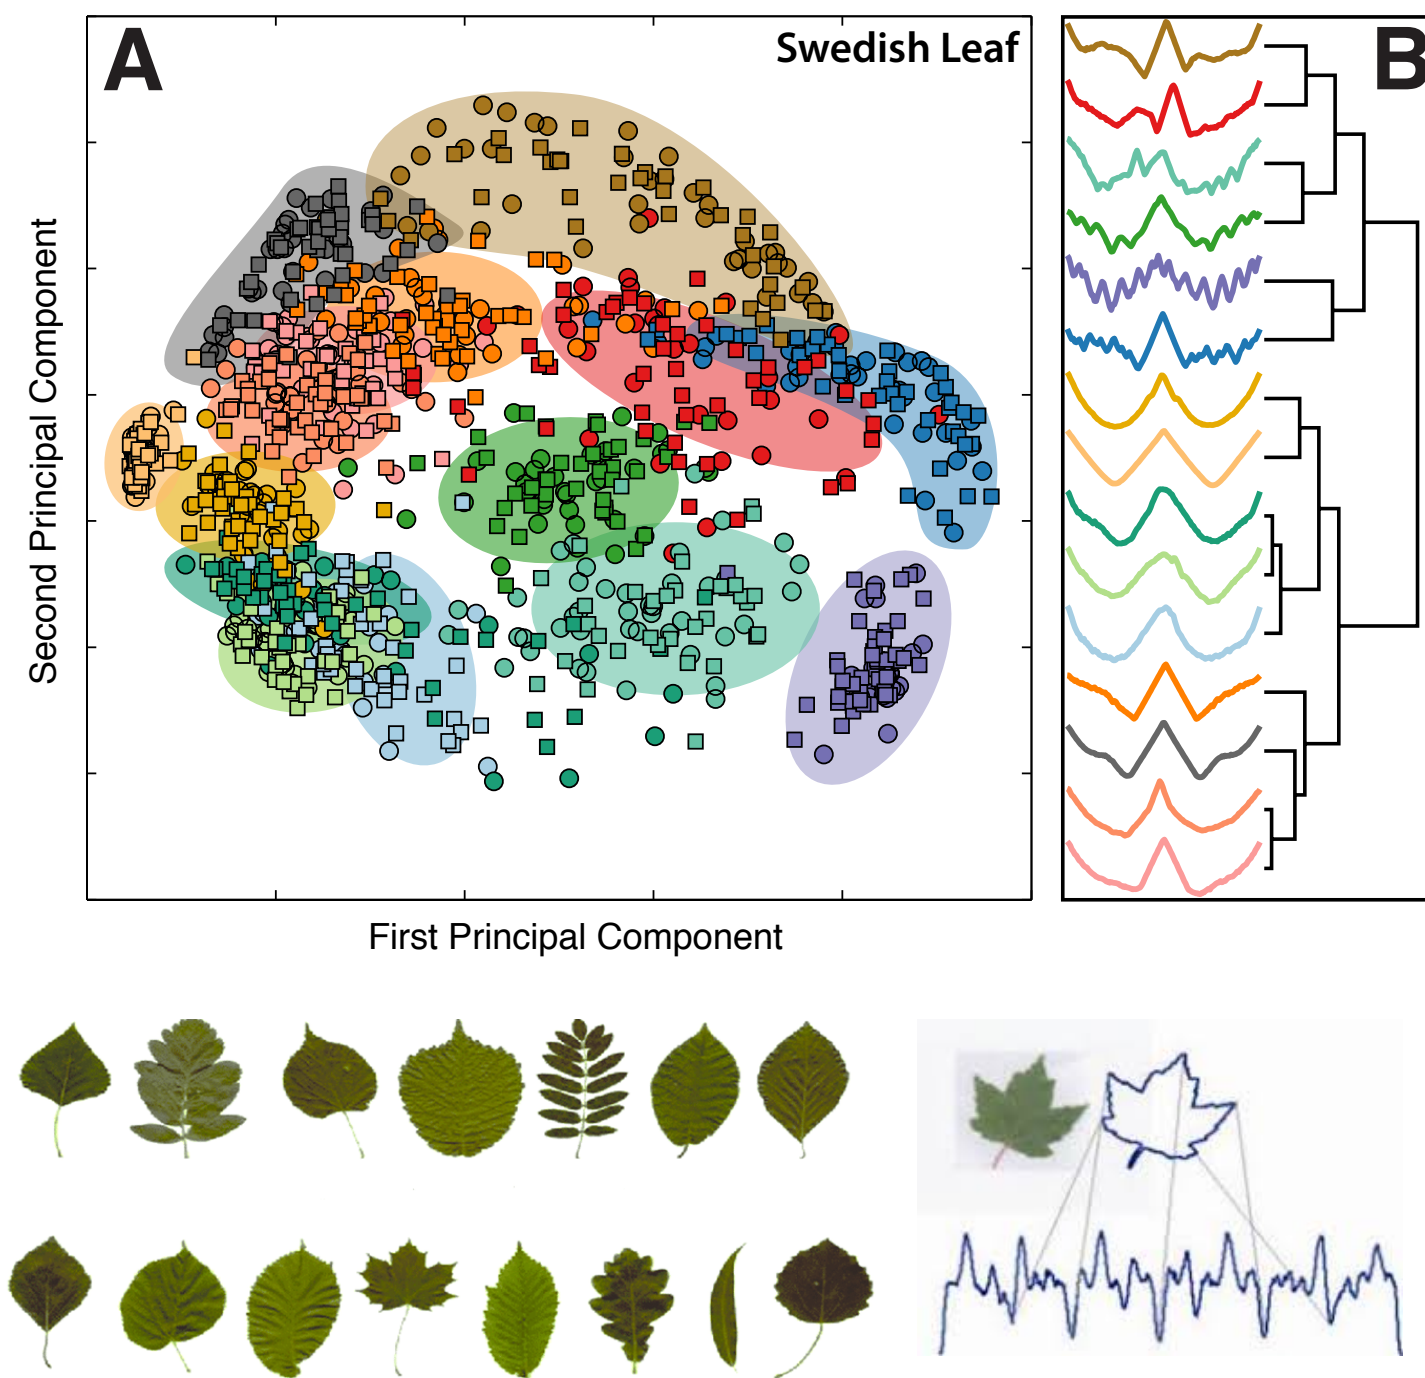 A
Swedish Leaf
B
Second Principal Component
First Principal Component